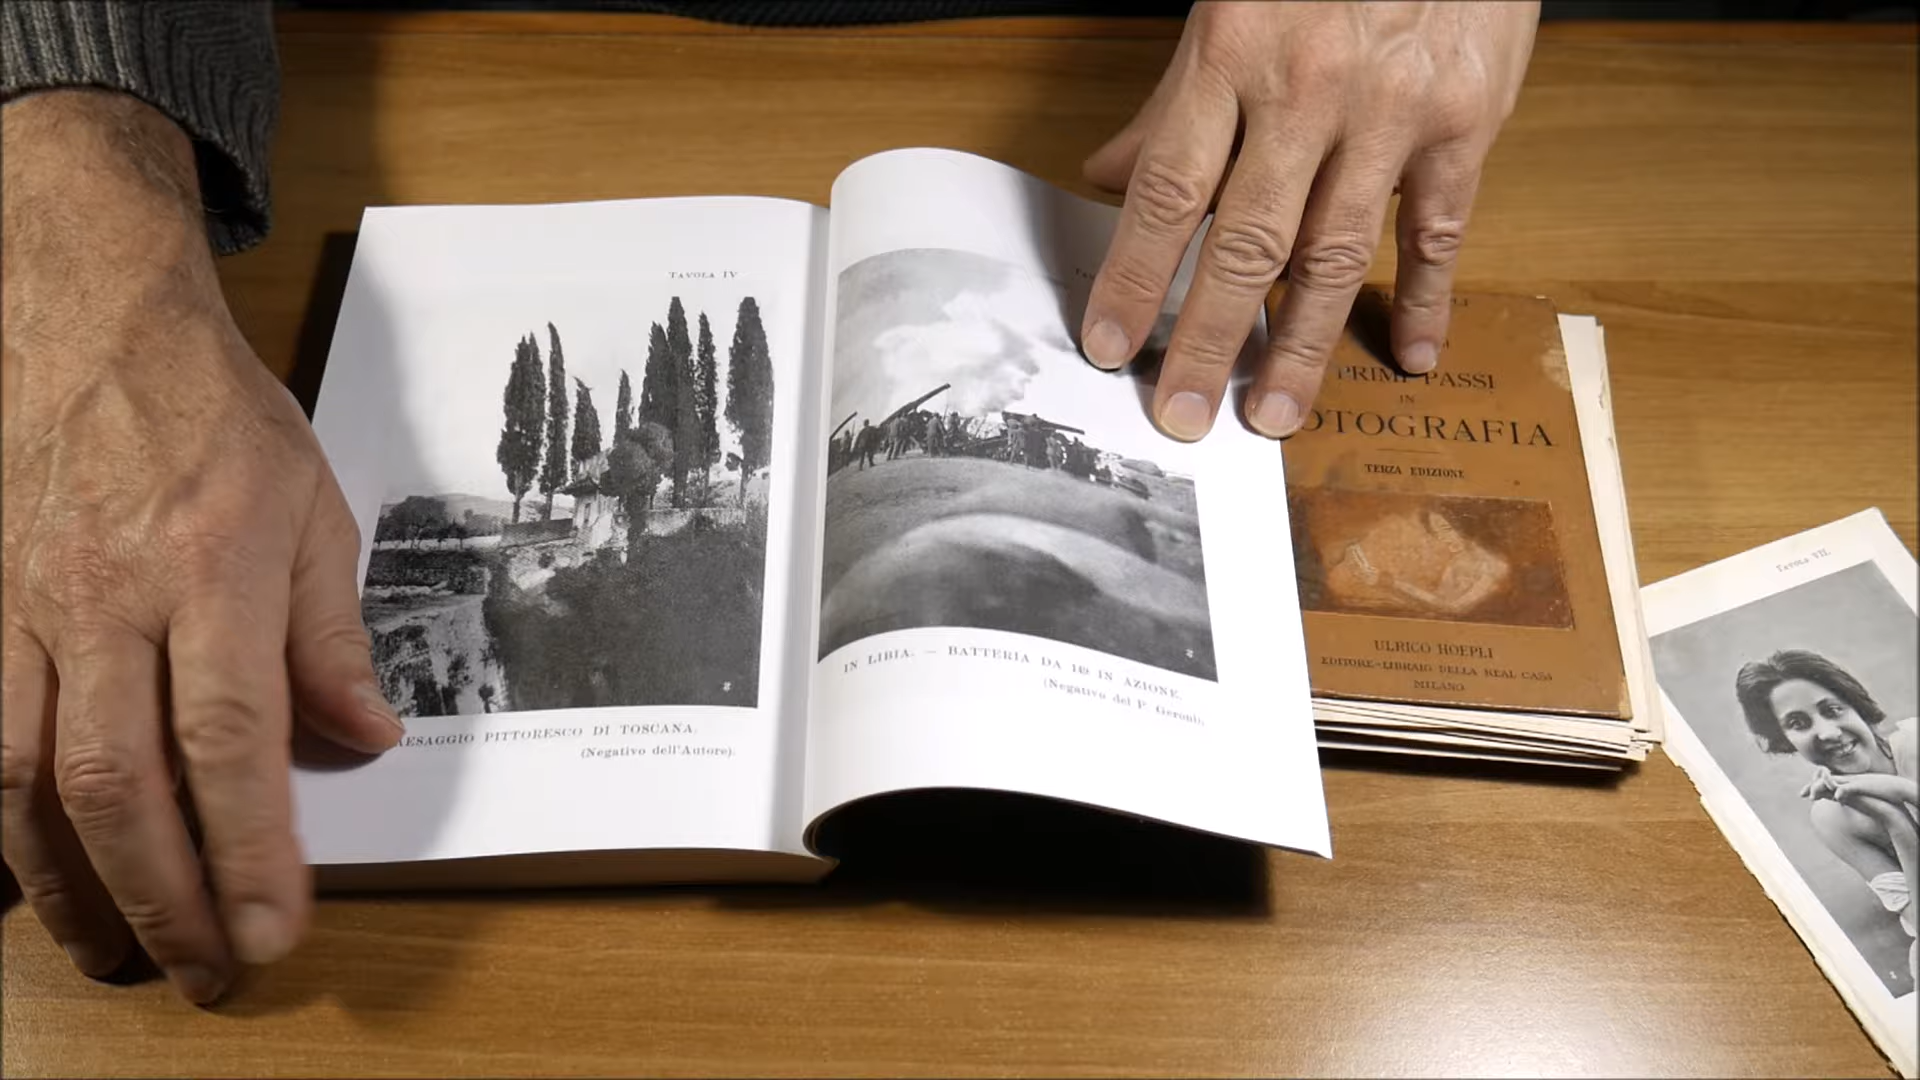 TAVOLA IV
AESAGGIO PITTORESCO DI TOSCANA.
(Negativo dell'Autore).
IN LIBIA. — BATTERIA DA 149 IN AZIONE.
(Negativo del P. Geroni).
PRIMI PASSI
IN
OTOGRAFIA
TERZA EDIZIONE
ULRICO HOEPLI
EDITORE-LIBRAIO DELLA REAL CASA
MILANO
TAVOLA VII.